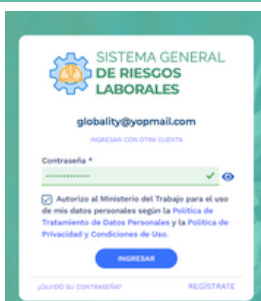 SISTEMA GENERAL
DE RIESGOS
LABORALES
globality@yopmail.com
INGRESAR CON OTRA CUENTA
Contraseña *
Autorizo al Ministerio del Trabajo para el uso
de mis datos personales según la Política de
Tratamiento de Datos Personales y la Política de
Privacidad y Condiciones de Uso.
INGRESAR
¿OLVIDÓ SU CONTRASEÑA?
REGÍSTRATE